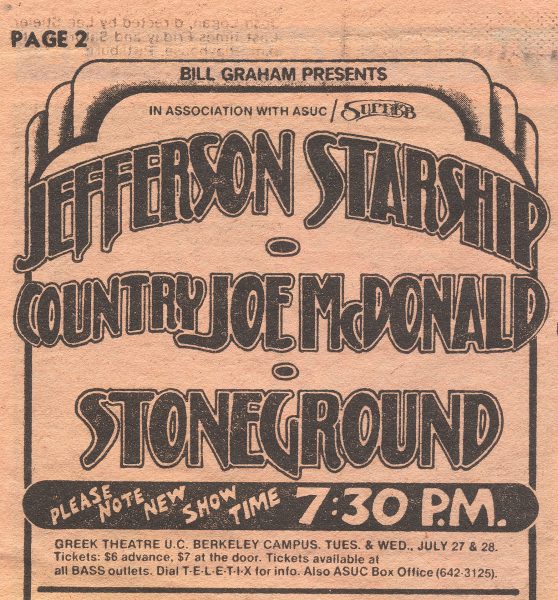 PAGE 2
BILL GRAHAM PRESENTS
IN ASSOCIATION WITH ASUC / SUPERB
JEFFERSON STARSHIP
COUNTRY JOE McDONALD
STONEGROUND
PLEASE NOTE NEW SHOW TIME 7:30 P.M.
GREEK THEATRE U.C. BERKELEY CAMPUS. TUES. & WED., JULY 27 & 28.
Tickets: $6 advance, $7 at the door. Tickets available at
all BASS outlets. Dial T-E-L-E-T-I-X for info. Also ASUC Box Office (642-3125).